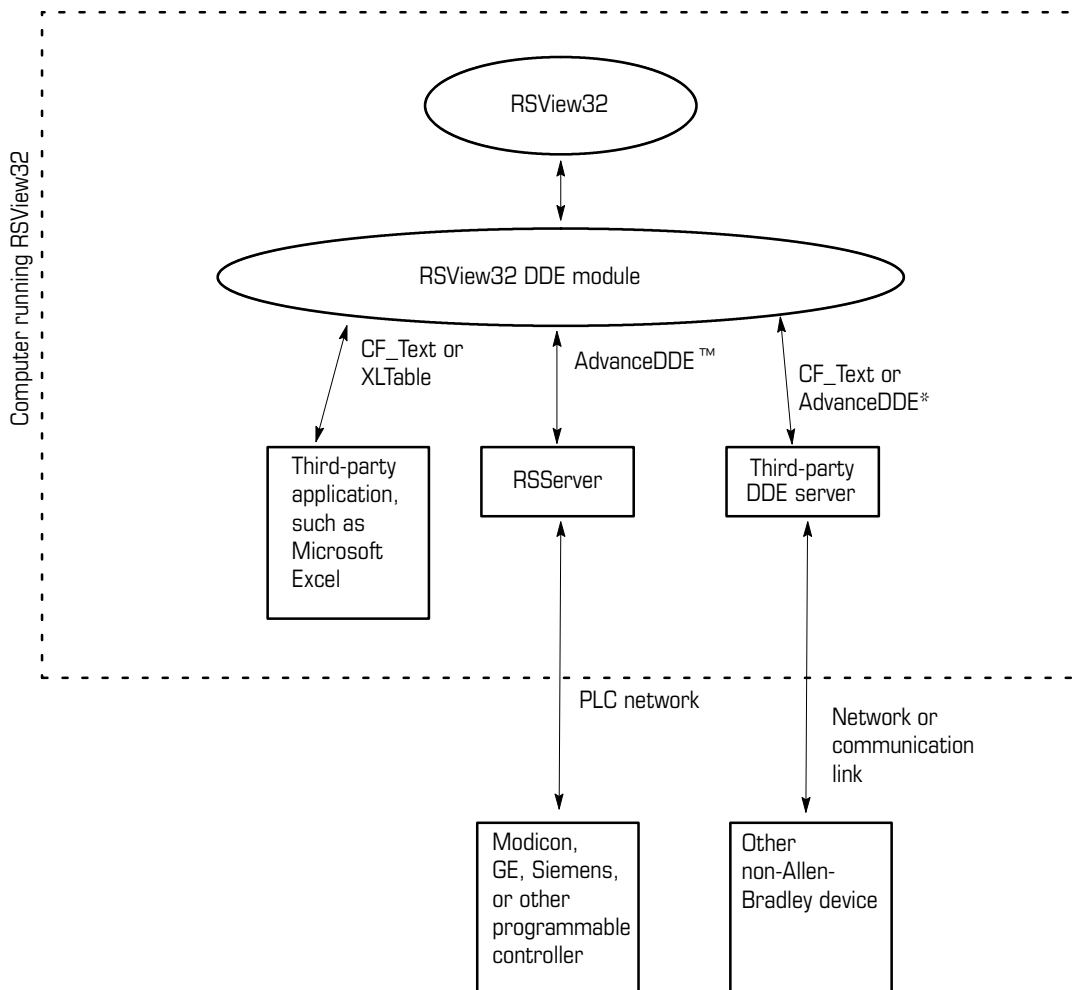 Computer running RSView32
RSView32
RSView32 DDE module
CF_Text or
XLTable
AdvanceDDE™
CF_Text or
AdvanceDDE*
Third-party
application,
such as
Microsoft
Excel
RSServer
Third-party
DDE server
PLC network
Network or
communication
link
Modicon,
GE, Siemens,
or other
programmable
controller
Other
non-Allen-
Bradley device